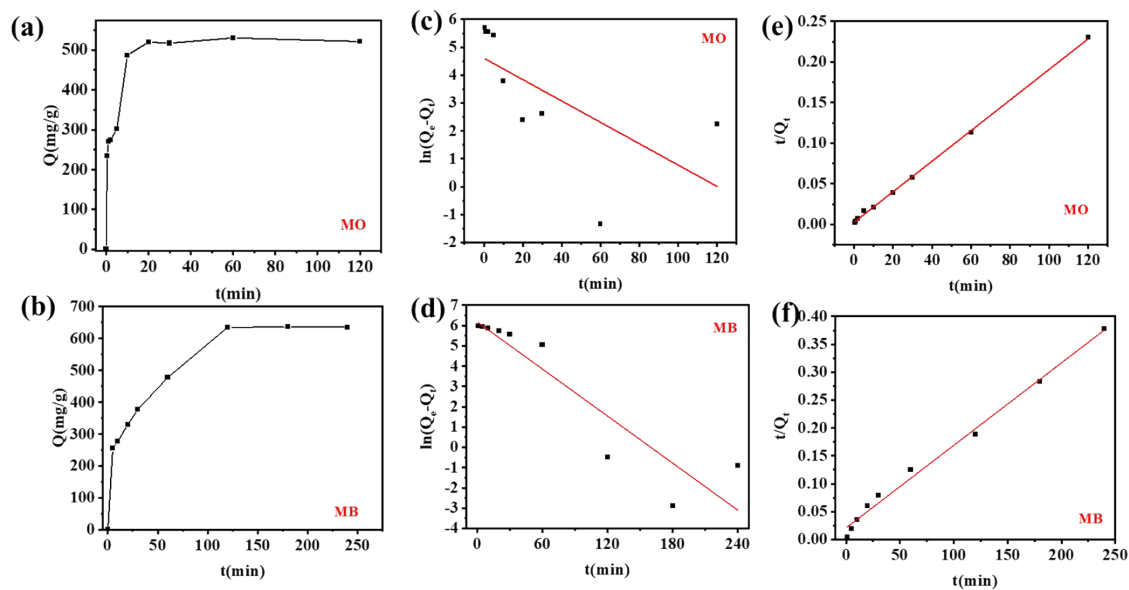 (a)
600
500
400
300
200
100
0
Q(mg/g)
MO
0 20 40 60 80 100 120
t(min)
(c)
6
5
4
3
2
1
0
-1
-2
ln(Qe-Qt)
MO
0 20 40 60 80 100 120
t(min)
(e)
0.25
0.20
0.15
0.10
0.05
0.00
t/Qt
MO
0 20 40 60 80 100 120
t(min)
(b)
700
600
500
400
300
200
100
0
Q(mg/g)
MB
0 50 100 150 200 250
t(min)
(d)
7
6
5
4
3
2
1
0
-1
-2
-3
-4
ln(Qe-Qt)
MB
0 60 120 180 240
t(min)
(f)
0.40
0.35
0.30
0.25
0.20
0.15
0.10
0.05
0.00
t/Qt
MB
0 50 100 150 200 250
t(min)